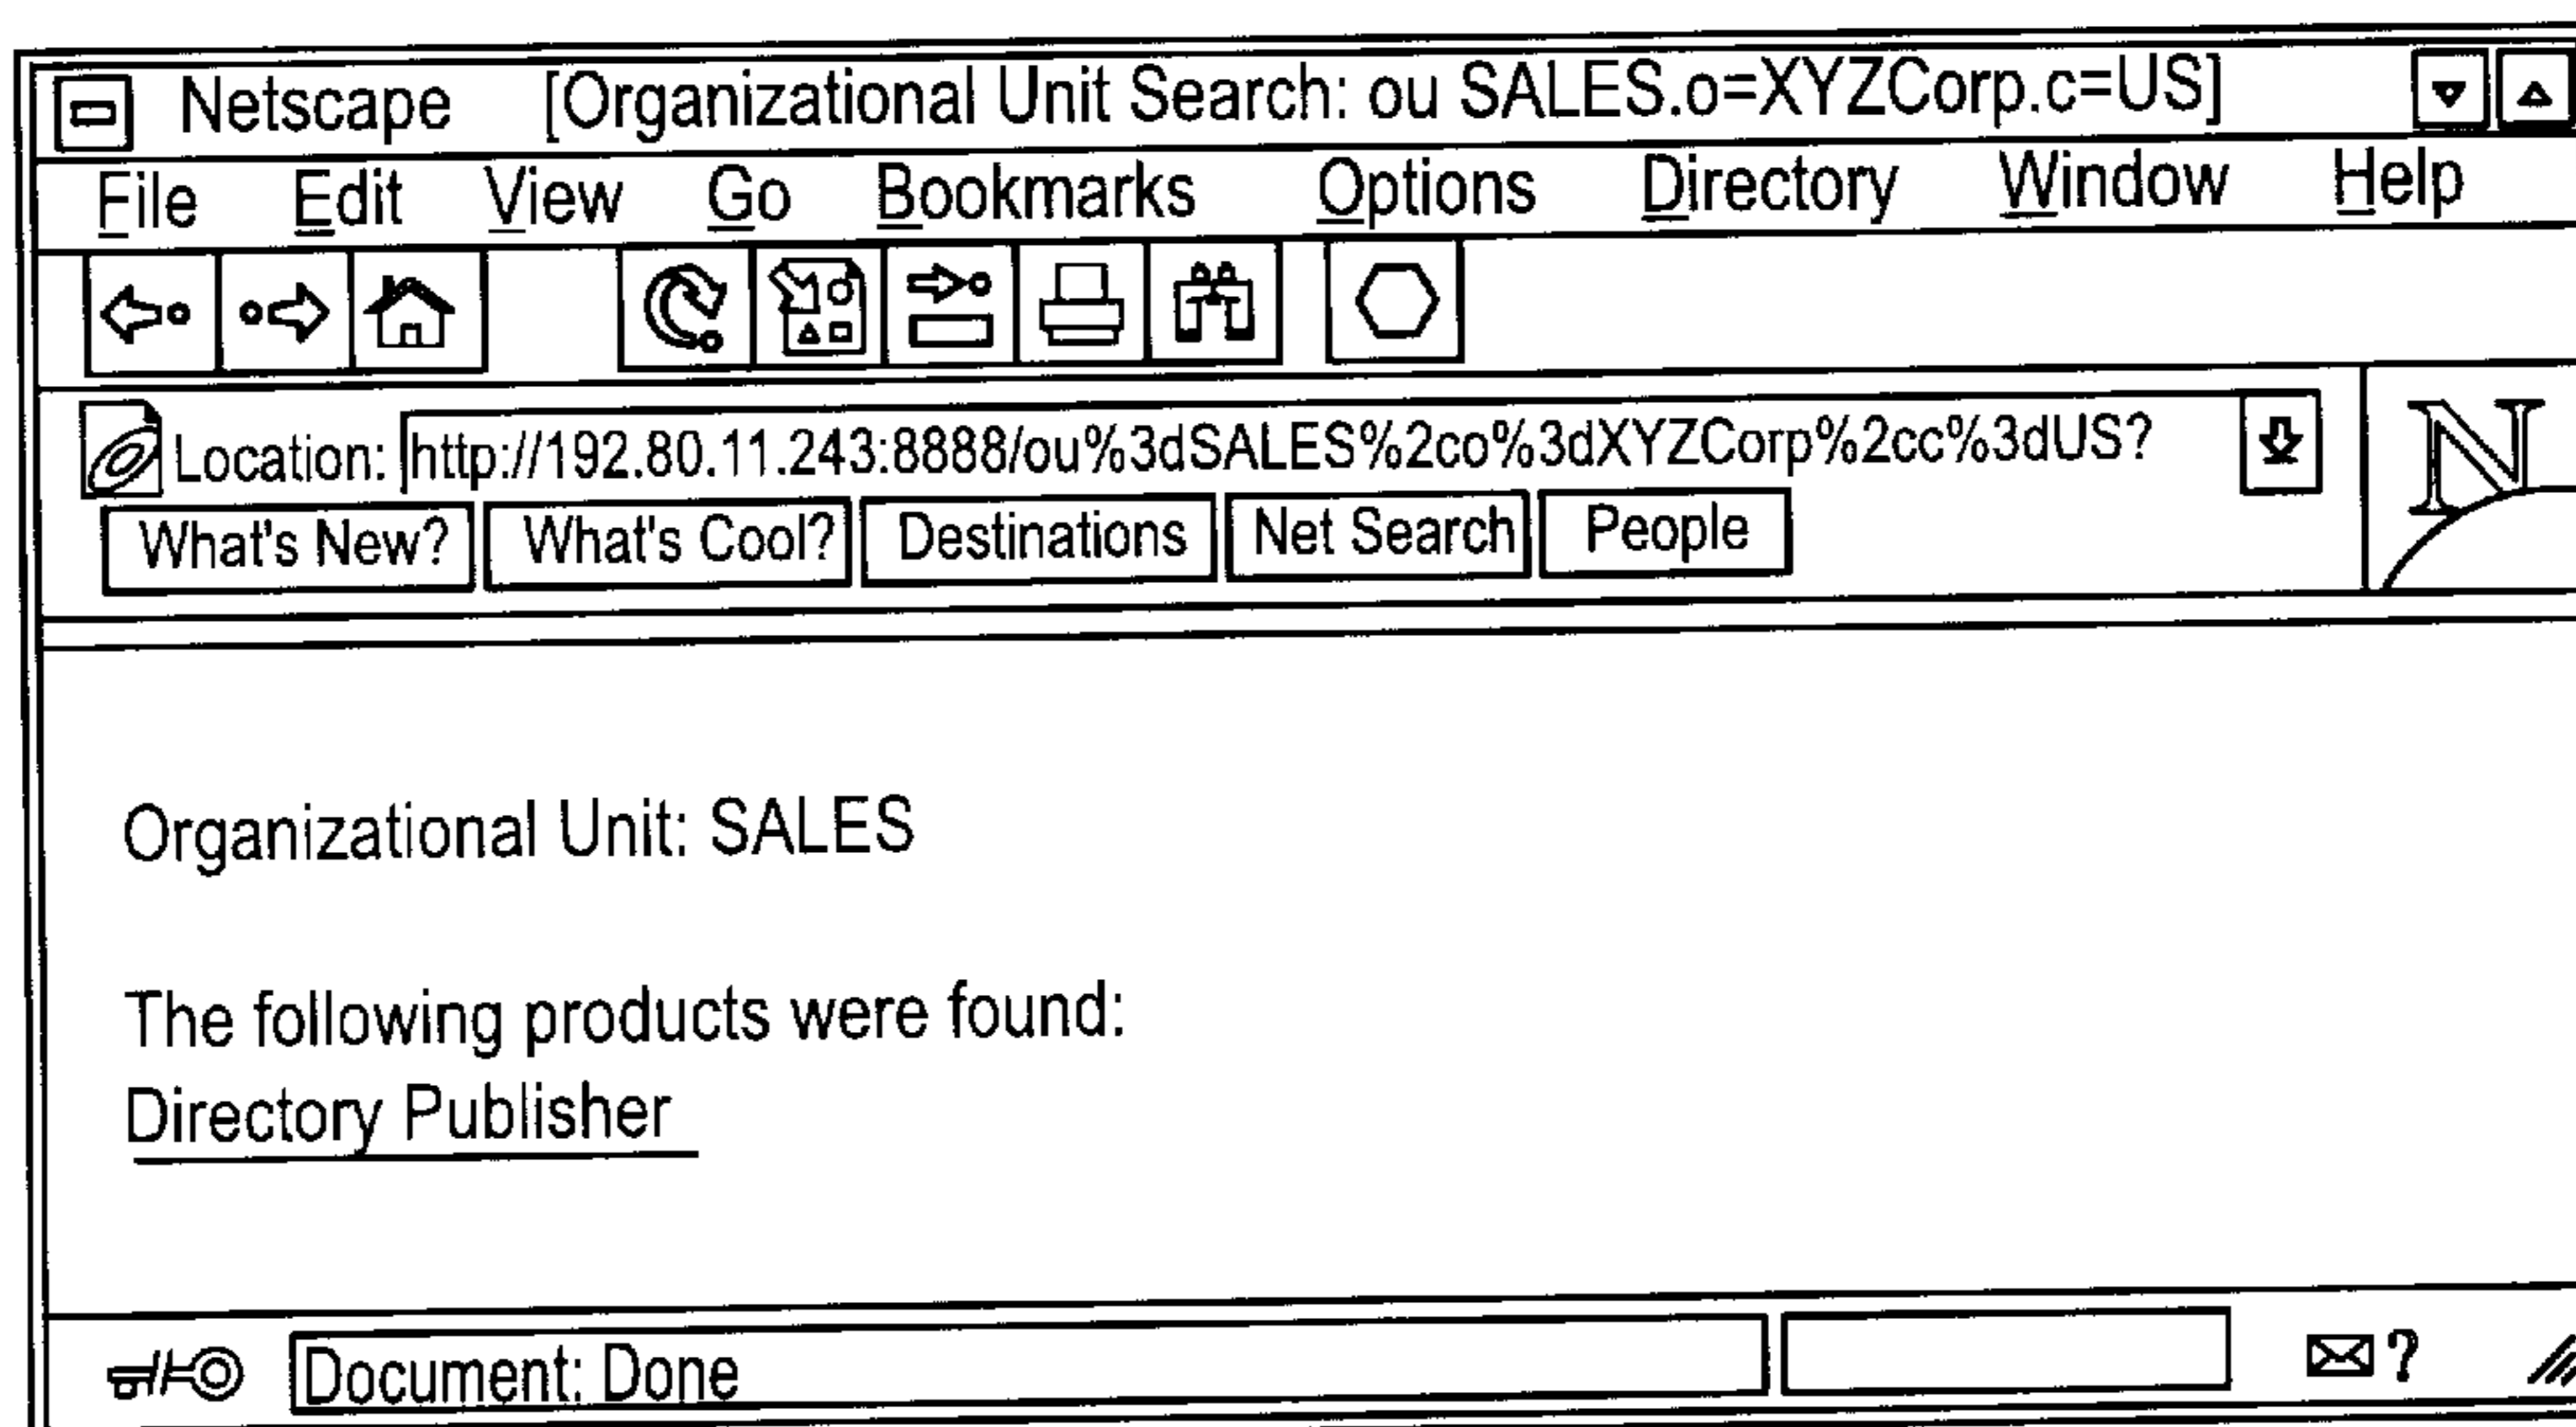 Netscape [Organizational Unit Search: ou SALES.o=XYZCorp.c=US]
File Edit View Go Bookmarks Options Directory Window Help
Location: http://192.80.11.243:8888/ou%3dSALES%2co%3dXYZCorp%2cc%3dUS?
N
What's New? What's Cool? Destinations Net Search People
Organizational Unit: SALES
The following products were found:
Directory Publisher
Document: Done
?